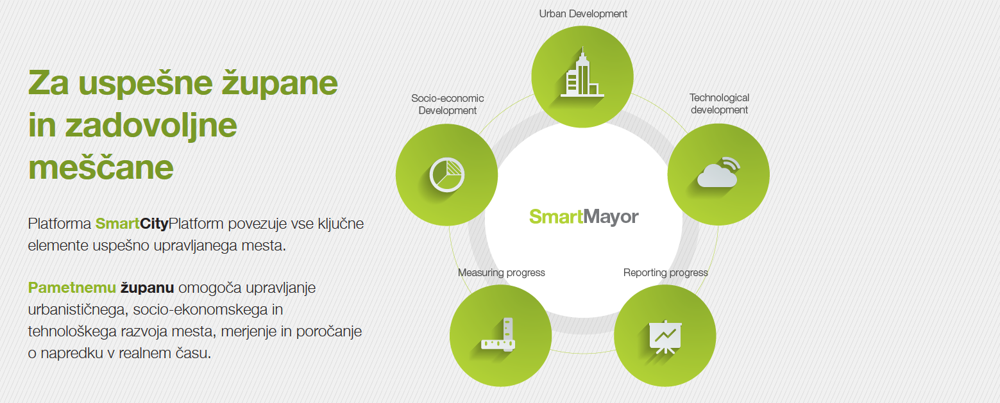 Za uspešne župane
in zadovoljne
meščane
Platforma SmartCityPlatform povezuje vse ključne
elemente uspešno upravljanega mesta.
Pametnemu županu omogoča upravljanje
urbanističnega, socio-ekonomskega in
tehnološkega razvoja mesta, merjenje in poročanje
o napredku v realnem času.
Urban Development
Socio-economic
Development
Technological
development
SmartMayor
Measuring progress
Reporting progress